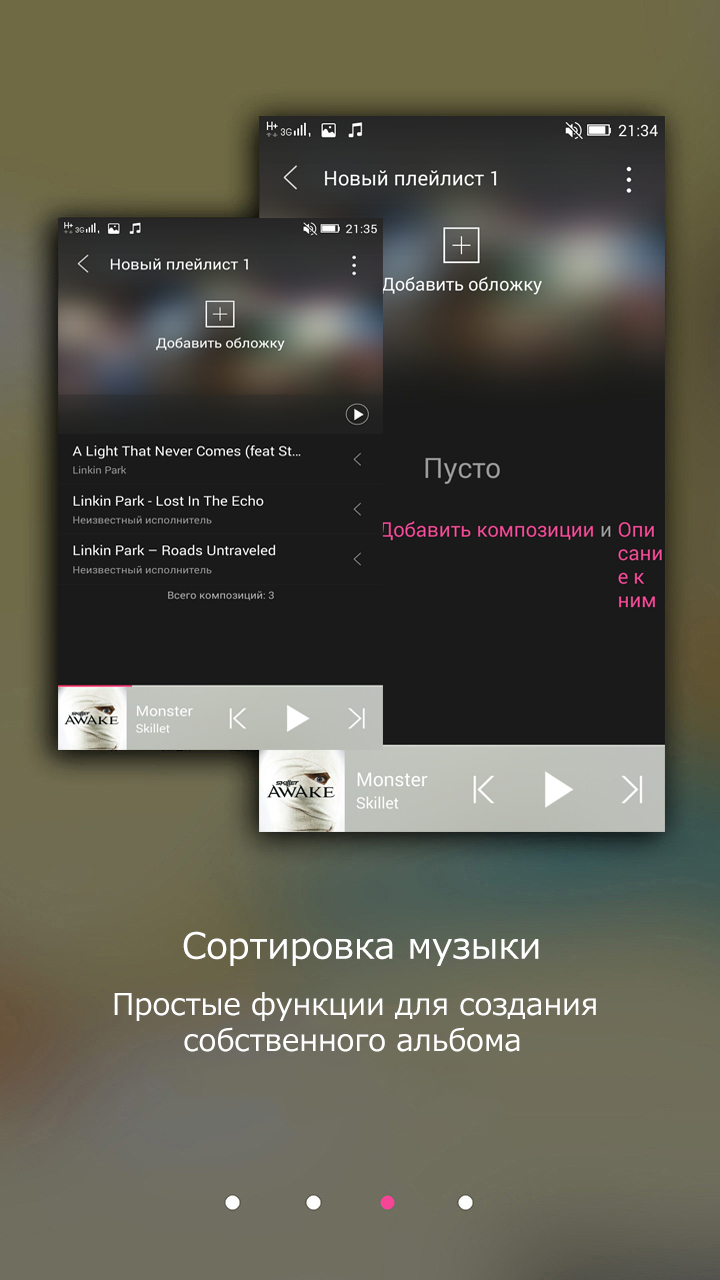 H+ 3G 21:34
Новый плейлист 1
Добавить обложку
Пусто
Добавить композиции и Опи
сани
е к
ним
SKILLET
AWAKE
Monster
Skillet
H+ 3G 21:35
Новый плейлист 1
Добавить обложку
A Light That Never Comes (feat St...
Linkin Park
Linkin Park - Lost In The Echo
Неизвестный исполнитель
Linkin Park – Roads Untraveled
Неизвестный исполнитель
Всего композиций: 3
SKILLET
AWAKE
Monster
Skillet
Сортировка музыки
Простые функции для создания
собственного альбома